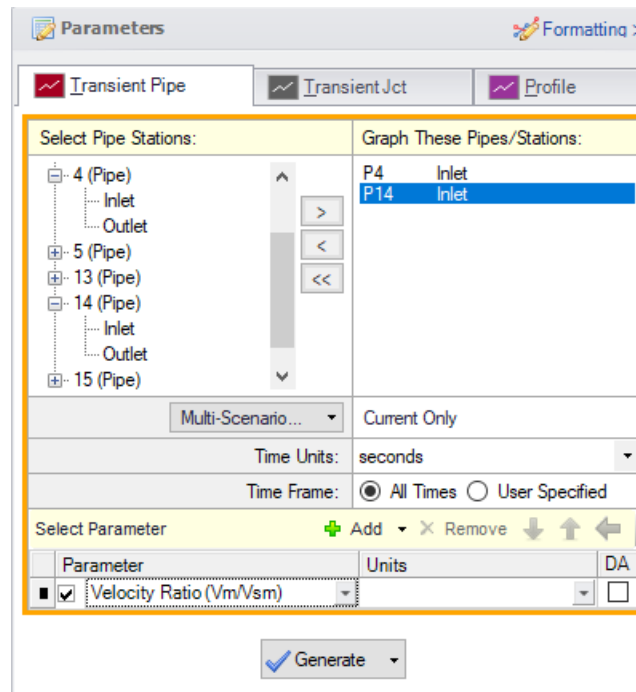 Parameters
Formatting >
Transient Pipe
Transient Jct
Profile
Select Pipe Stations:
Graph These Pipes/Stations:
4 (Pipe)
Inlet
Outlet
5 (Pipe)
13 (Pipe)
14 (Pipe)
Inlet
Outlet
15 (Pipe)
>
<
<<
P4 Inlet
P14 Inlet
Multi-Scenario...
Current Only
Time Units:
seconds
Time Frame:
All Times
User Specified
Select Parameter
Add
Remove
Parameter
Units
DA
Velocity Ratio (Vm/Vsm)
Generate